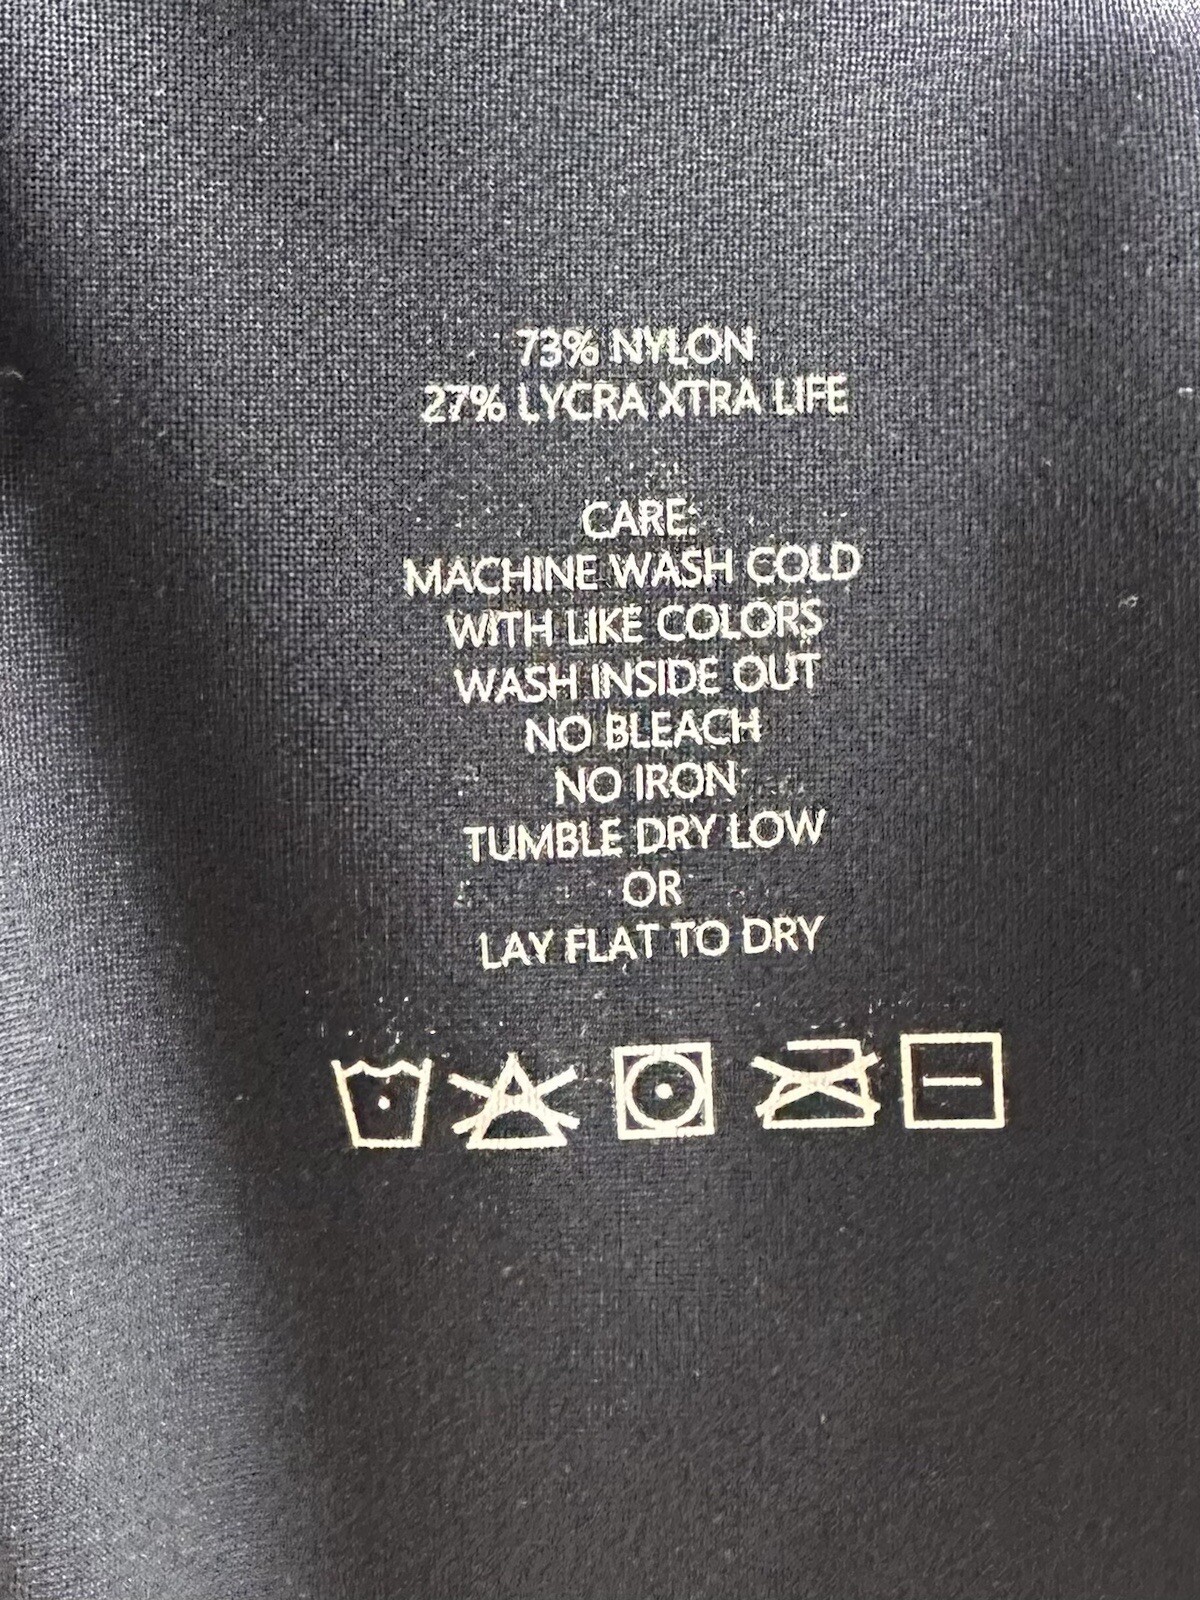 73% NYLON
27% LYCRA XTRA LIFE
CARE:
MACHINE WASH COLD
WITH LIKE COLORS
WASH INSIDE OUT
NO BLEACH
NO IRON
TUMBLE DRY LOW
OR
LAY FLAT TO DRY